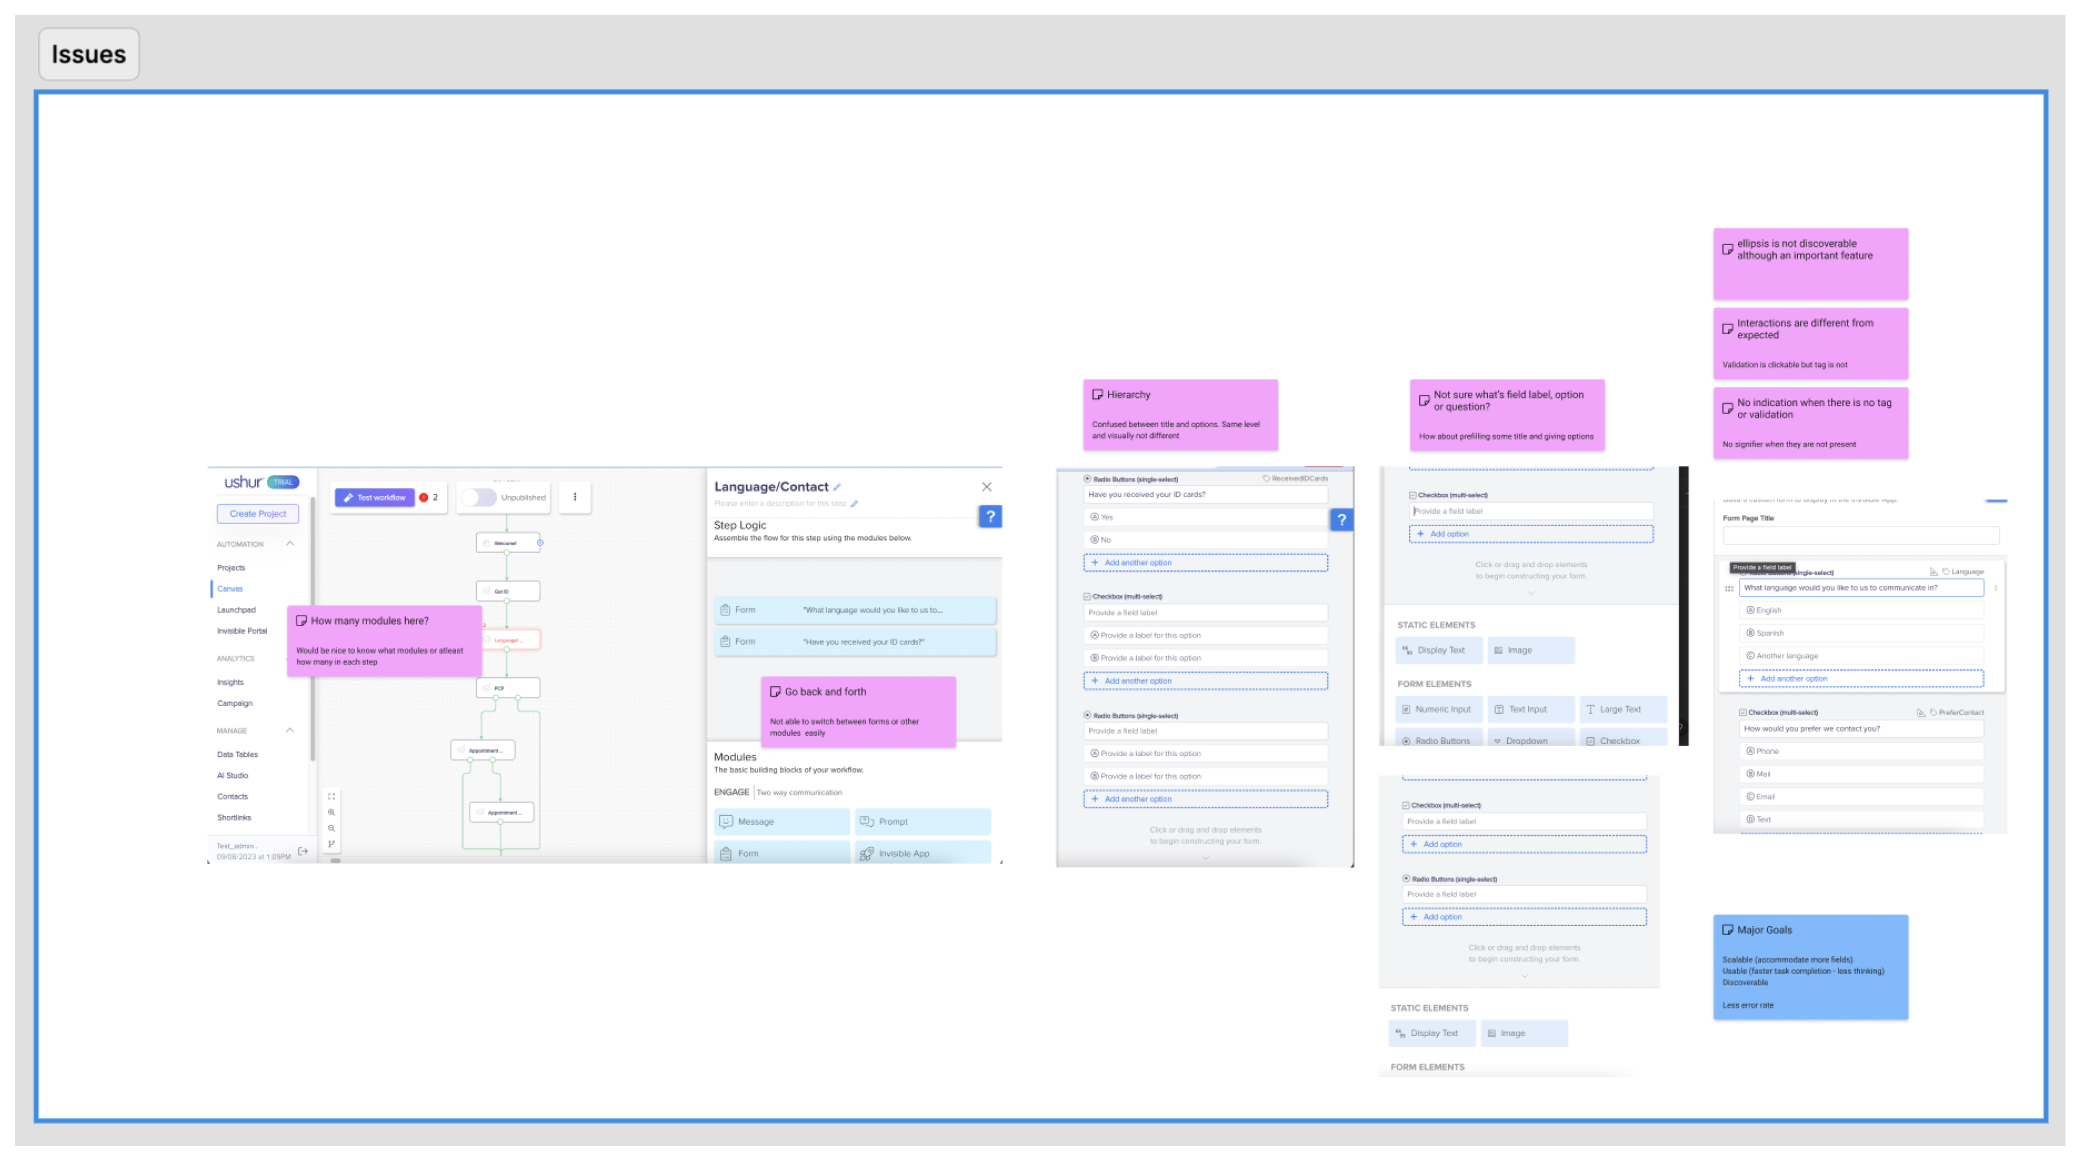 Issues
ellipsis is not discoverable
although an important feature
Interactions are different from
expected
Validation is clickable but tag is not
No indication when there is no tag
or validation
No signifier when they are not present
Hierarchy
Confused between title and options. Same level
and visually not different
Not sure what's field label, option
or question?
How about prefilling some title and giving options
ushur TRIAL
Create Project
AUTOMATION
Projects
Canvas
Launchpad
Invisible Portal
ANALYTICS
Insights
Campaign
MANAGE
Data Tables
AI Studio
Contacts
Shortlinks
Test_admin..
09/08/2023 at 1:09PM
Test workflow
2
Unpublished
Welcome!
Get ID
Language/...
PCP
Appointment...
Appointment...
How many modules here?
Would be nice to know what modules or atleast
how many in each step
Language/Contact
Please enter a description for this step
?
Step Logic
Assemble the flow for this step using the modules below.
Form "What language would you like to us to...
Form "Have you received your ID cards?"
Go back and forth
Not able to switch between forms or other
modules easily
Modules
The basic building blocks of your workflow.
ENGAGE Two way communication
Message Prompt
Form Invisible App
Radio Buttons (single-select) ReceivedIDCards
Have you received your ID cards?
?
A Yes
B No
+ Add another option
Checkbox (multi-select)
Provide a field label
A Provide a label for this option
B Provide a label for this option
+ Add another option
Radio Buttons (single-select)
Provide a field label
A Provide a label for this option
B Provide a label for this option
+ Add another option
Click or drag and drop elements
to begin constructing your form.
Checkbox (multi-select)
Provide a field label
+ Add option
Click or drag and drop elements
to begin constructing your form.
STATIC ELEMENTS
Display Text Image
FORM ELEMENTS
Numeric Input Text Input Large Text
Radio Buttons Dropdown Checkbox
Checkbox (multi-select)
Provide a field label
+ Add option
Radio Buttons (single-select)
Provide a field label
+ Add option
Click or drag and drop elements
to begin constructing your form.
STATIC ELEMENTS
Display Text Image
FORM ELEMENTS
Form Page Title
Provide a field label
(single-select) Language
What language would you like to us to communicate in?
A English
B Spanish
C Another language
+ Add another option
Checkbox (multi-select) PreferContact
How would you prefer we contact you?
A Phone
B Mail
C Email
D Text
Major Goals
Scalable (accommodate more fields)
Usable (faster task completion - less thinking)
Discoverable
Less error rate